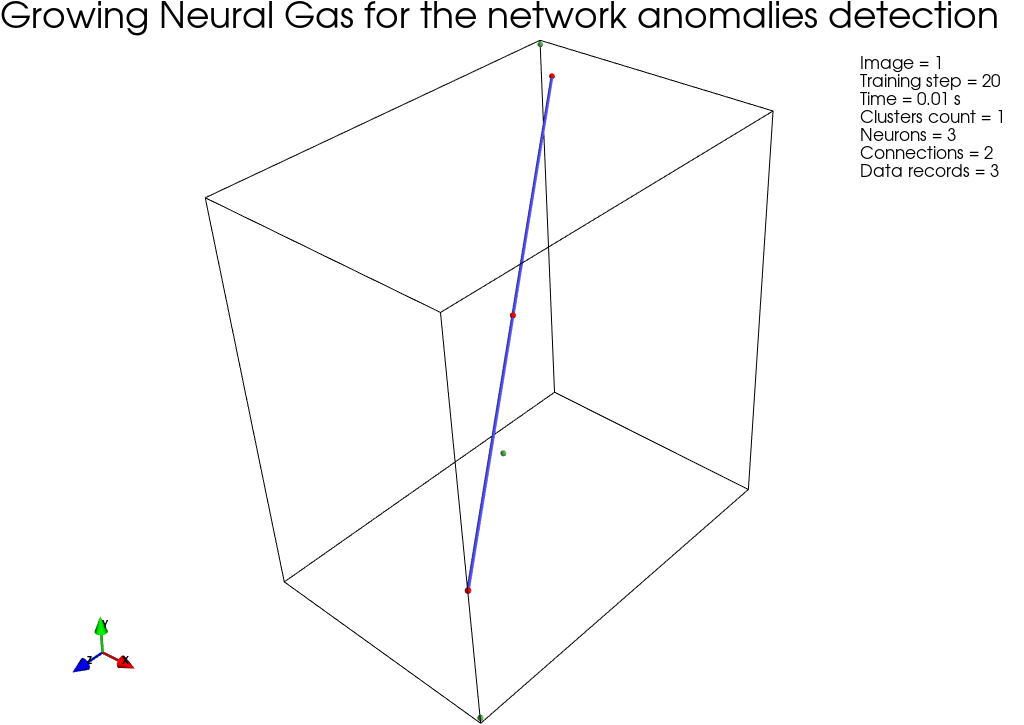 Growing Neural Gas for the network anomalies detection
Image = 1
Training step = 20
Time = 0.01 s
Clusters count = 1
Neurons = 3
Connections = 2
Data records = 3
Y
Z
X